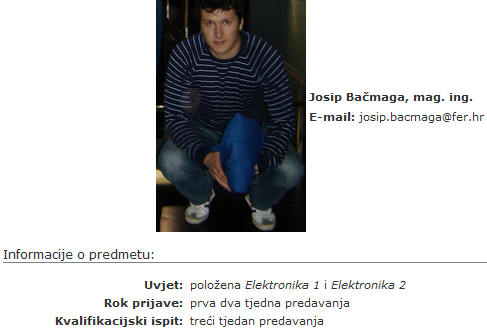 Josip Bačmaga, mag. ing.
E-mail: josip.bacmaga@fer.hr
Informacije o predmetu:
Uvjet: položena Elektronika 1 i Elektronika 2
Rok prijave: prva dva tjedna predavanja
Kvalifikacijski ispit: treći tjedan predavanja